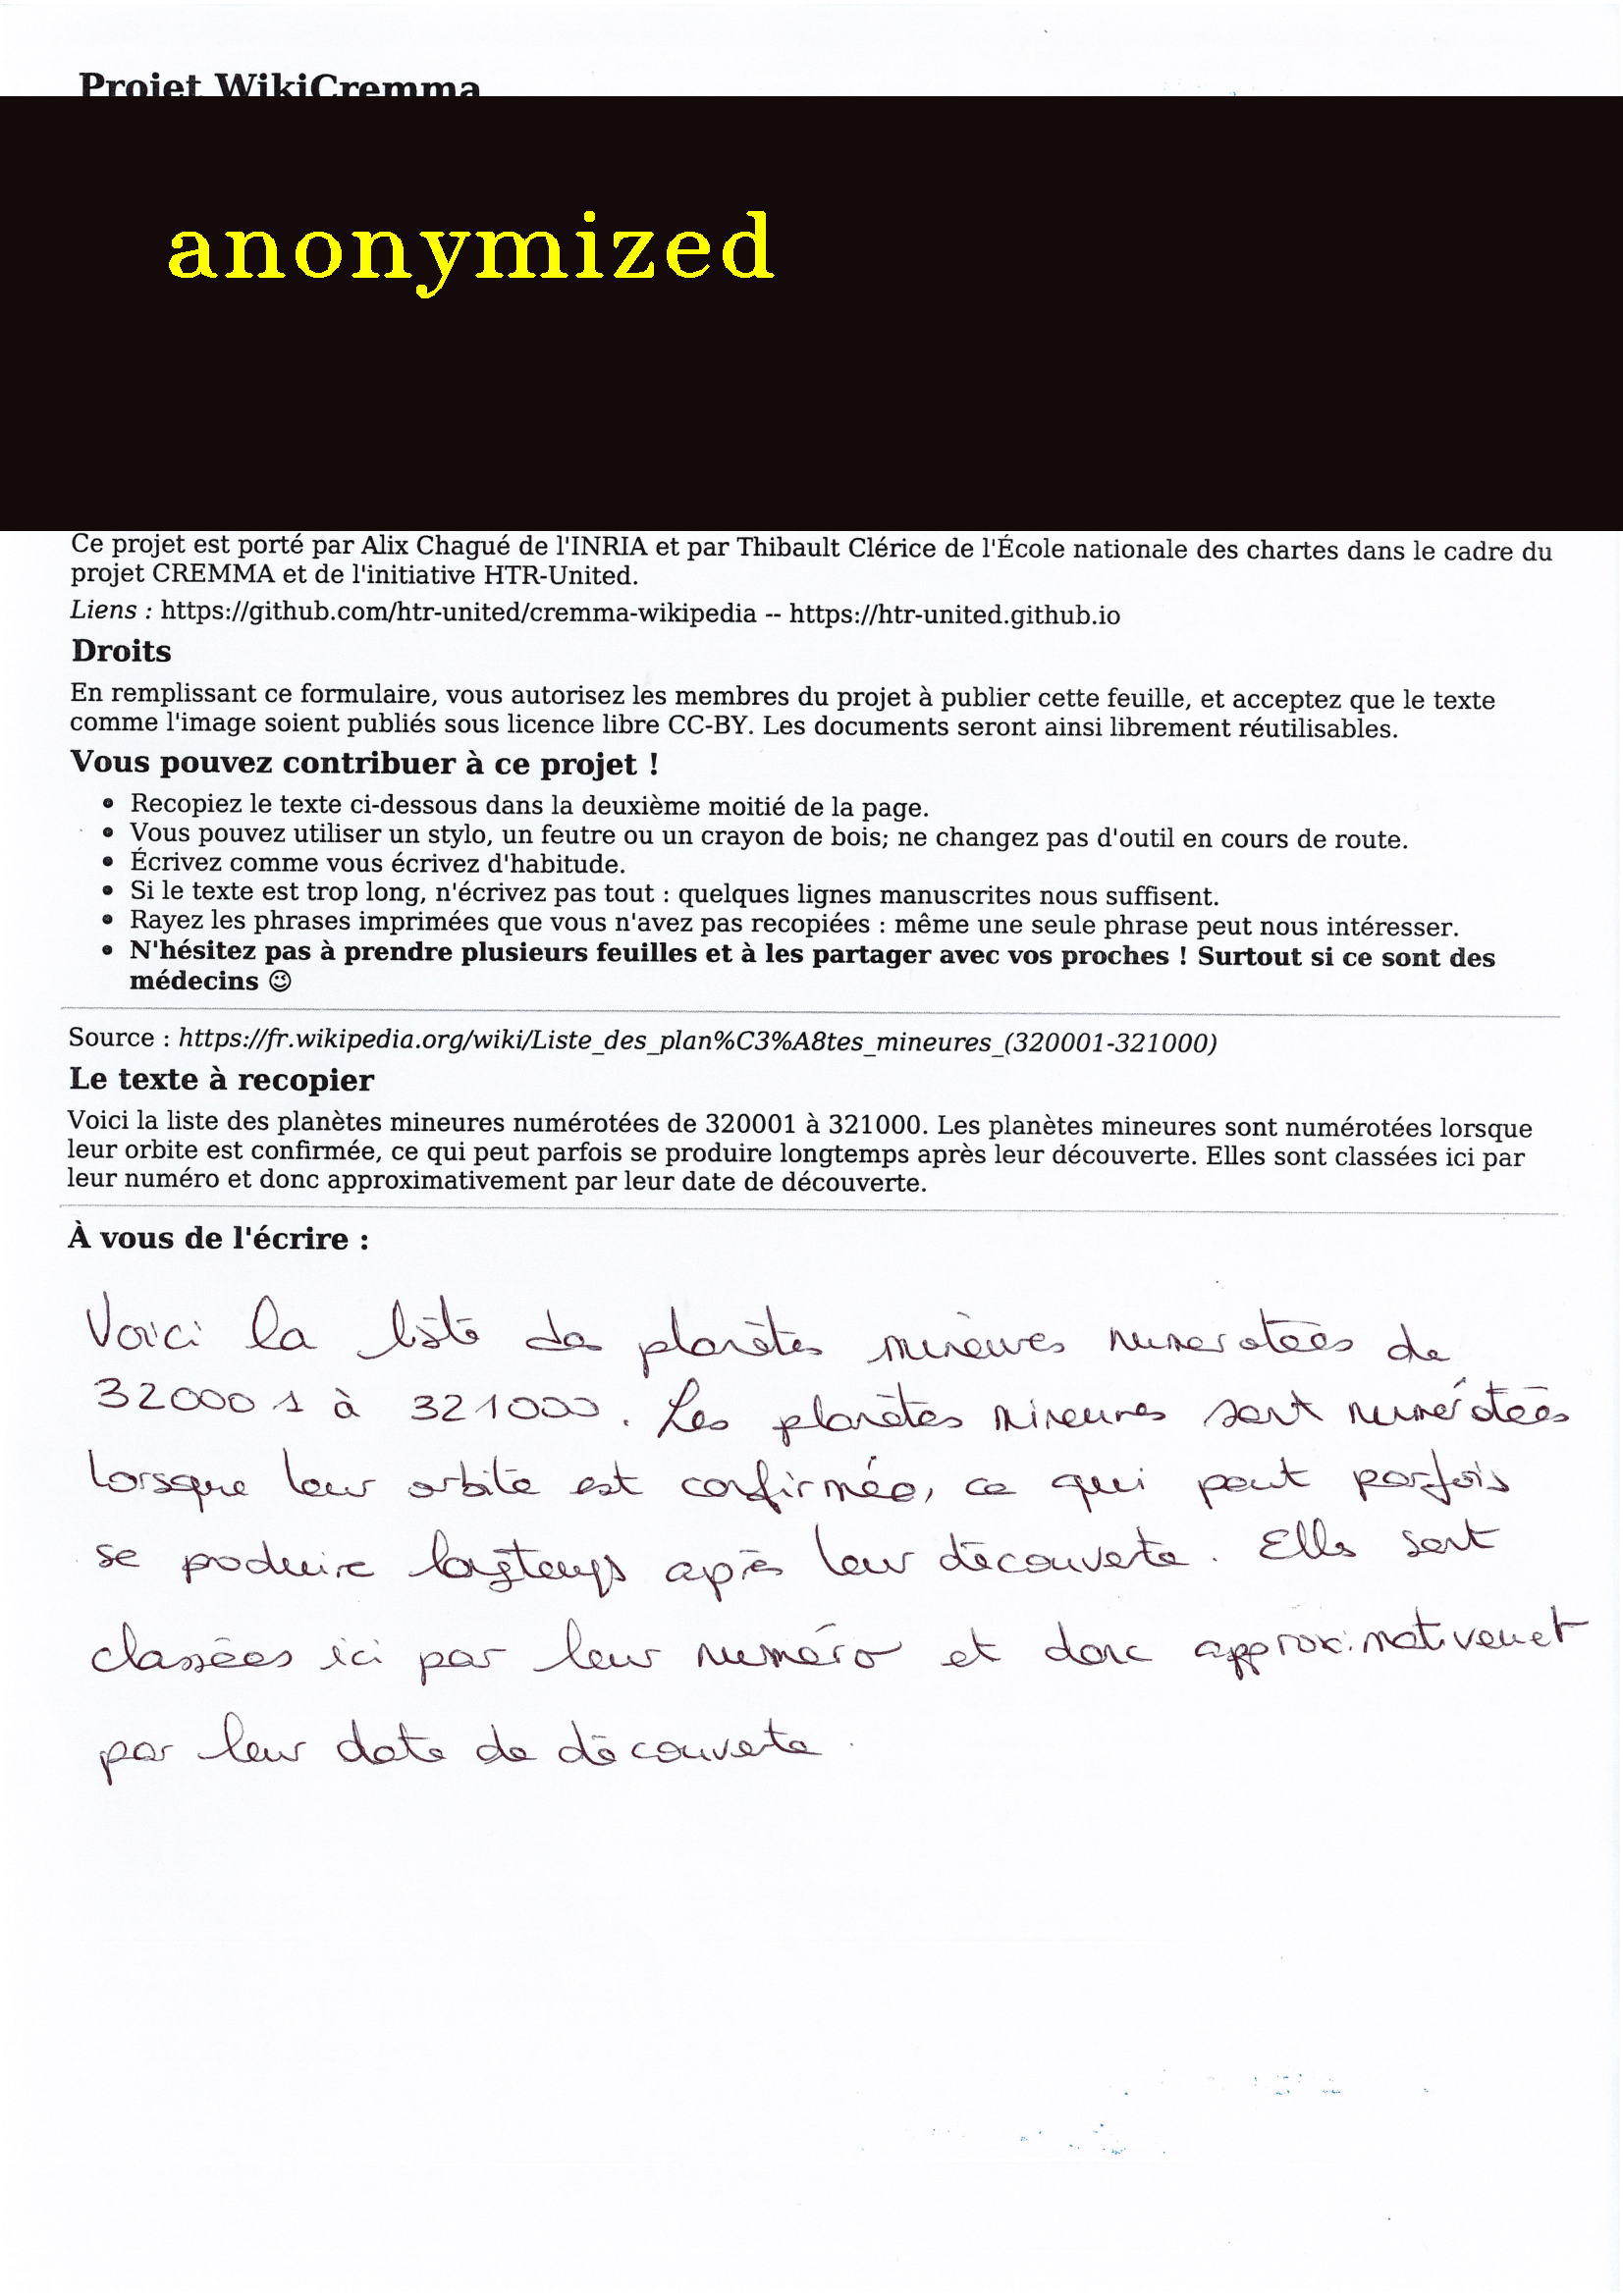 Projet WikiCremma
anonymized
Ce projet est porté par Alix Chagué de l'INRIA et par Thibault Clérice de l'École nationale des chartes dans le cadre du
projet CREMMA et de l'initiative HTR-United.
Liens : https://github.com/htr-united/cremma-wikipedia -- https://htr-united.github.io
Droits
En remplissant ce formulaire, vous autorisez les membres du projet à publier cette feuille, et acceptez que le texte
comme l'image soient publiés sous licence libre CC-BY. Les documents seront ainsi librement réutilisables.
Vous pouvez contribuer à ce projet !
• Recopiez le texte ci-dessous dans la deuxième moitié de la page.
• Vous pouvez utiliser un stylo, un feutre ou un crayon de bois; ne changez pas d'outil en cours de route.
• Écrivez comme vous écrivez d'habitude.
• Si le texte est trop long, n'écrivez pas tout : quelques lignes manuscrites nous suffisent.
• Rayez les phrases imprimées que vous n'avez pas recopiées : même une seule phrase peut nous intéresser.
• N'hésitez pas à prendre plusieurs feuilles et à les partager avec vos proches ! Surtout si ce sont des
médecins ☺
Source : https://fr.wikipedia.org/wiki/Liste_des_plan%C3%A8tes_mineures_(320001-321000)
Le texte à recopier
Voici la liste des planètes mineures numérotées de 320001 à 321000. Les planètes mineures sont numérotées lorsque
leur orbite est confirmée, ce qui peut parfois se produire longtemps après leur découverte. Elles sont classées ici par
leur numéro et donc approximativement par leur date de découverte.
À vous de l'écrire :
Voici la liste des planètes mineures numerotées de
320001 à 321000. Les planètes mineures sont numérotées
lorsque leur orbite est confirmée, ce qui peut parfois
se produire longtemps après leur découverte. Elles sont
classées ici par leur numéro et donc approximativement
par leur date de découverte.